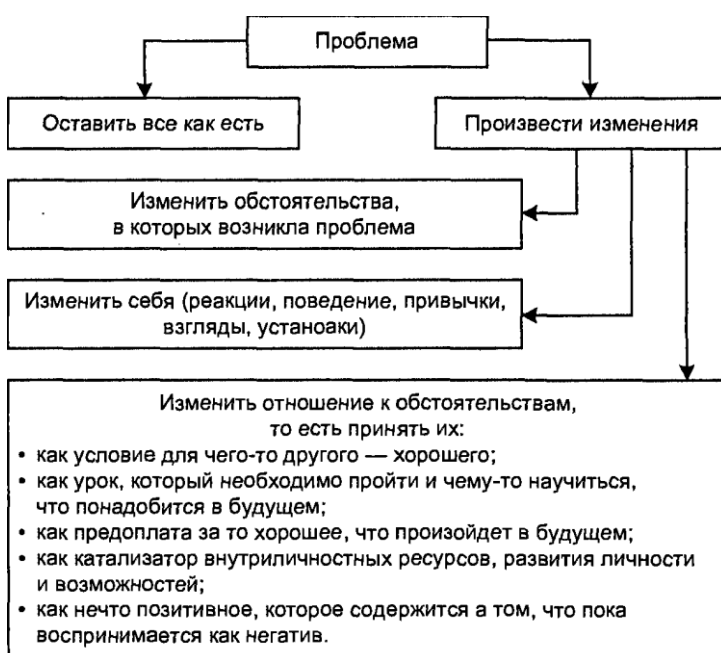 Проблема
Оставить все как есть
Произвести изменения
Изменить обстоятельства,
в которых возникла проблема
Изменить себя (реакции, поведение, привычки,
взгляды, устаноаки)
Изменить отношение к обстоятельствам,
то есть принять их:
• как условие для чего-то другого — хорошего;
• как урок, который необходимо пройти и чему-то научиться,
что понадобится в будущем;
• как предоплата за то хорошее, что произойдет в будущем;
• как катализатор внутриличностных ресурсов, развития личности
и возможностей;
• как нечто позитивное, которое содержится а том, что пока
воспринимается как негатив.